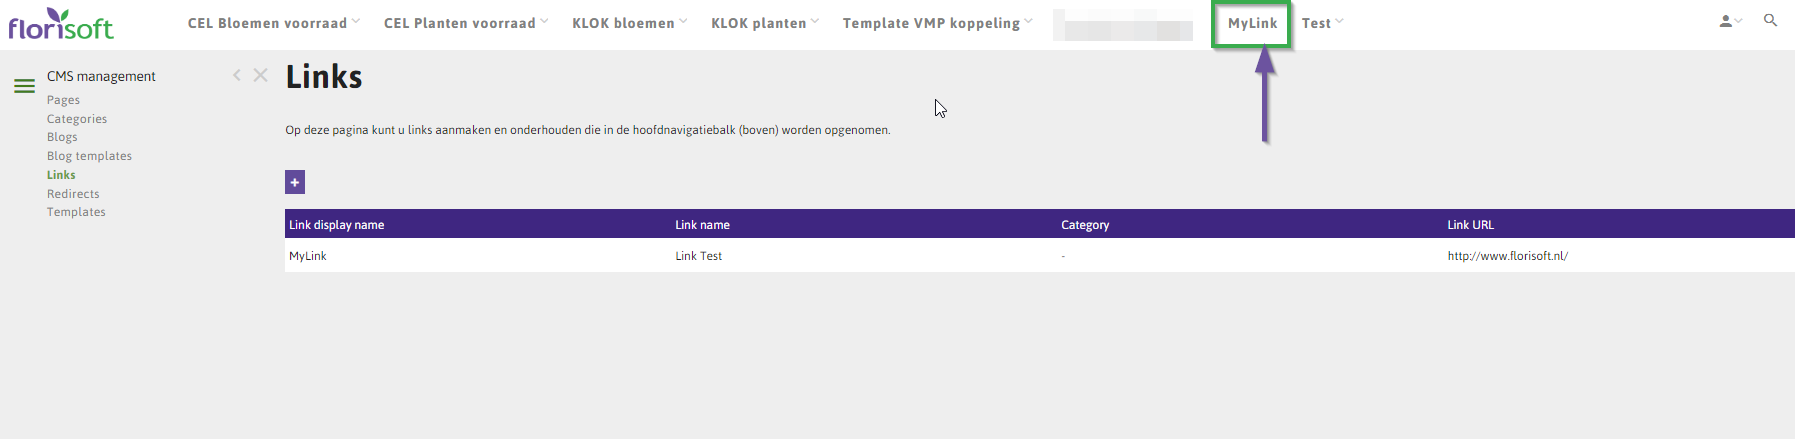 florisoft
CEL Bloemen voorraad CEL Planten voorraad KLOK bloemen KLOK planten Template VMP koppeling MyLink Test
CMS management
Pages
Categories
Blogs
Blog templates
Links
Redirects
Templates
Links
Op deze pagina kunt u links aanmaken en onderhouden die in de hoofdnavigatiebalk (boven) worden opgenomen.
+
Link display name Link name Category Link URL
MyLink Link Test - http://www.florisoft.nl/